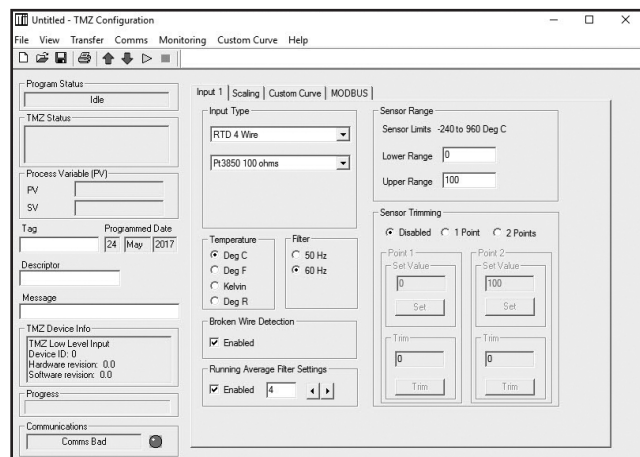 Untitled - TMZ Configuration
File View Transfer Comms Monitoring Custom Curve Help
Program Status
Idle
TMZ Status
Process Variable (PV)
PV
SV
Tag Programmed Date
24 May 2017
Descriptor
Message
TMZ Device Info
TMZ Low Level Input
Device ID: 0
Hardware revision: 0.0
Software revision: 0.0
Progress
Communications
Comms Bad
Input 1 Scaling Custom Curve MODBUS
Input Type
RTD 4 Wire
Pt3850 100 ohms
Temperature
Deg C
Deg F
Kelvin
Deg R
Filter
50 Hz
60 Hz
Broken Wire Detection
Enabled
Running Average Filter Settings
Enabled 4
Sensor Range
Sensor Limits -240 to 960 Deg C
Lower Range 0
Upper Range 100
Sensor Trimming
Disabled 1 Point 2 Points
Point 1
Set Value
0
Set
Trim
0
Trim
Point 2
Set Value
100
Set
Trim
0
Trim